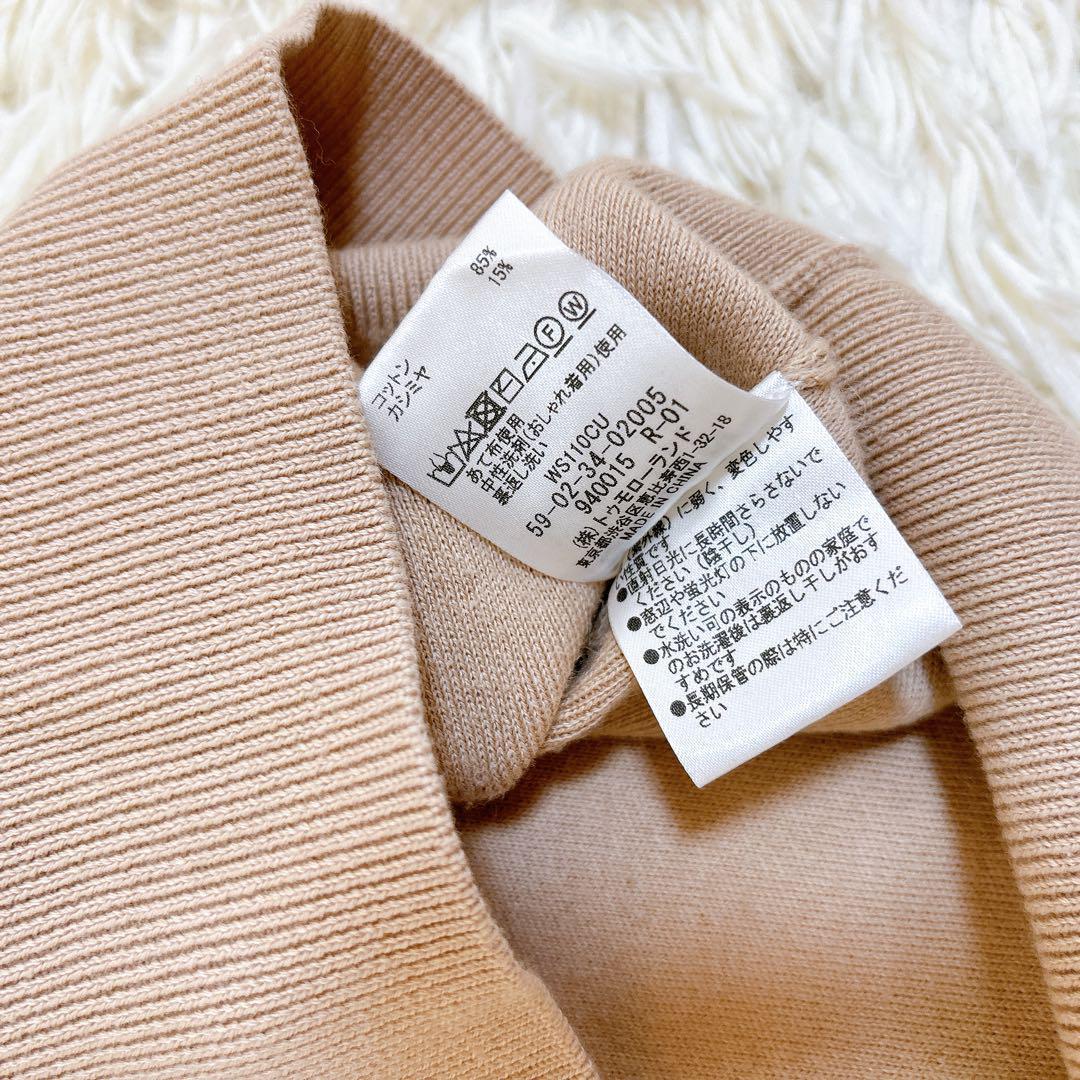 コットン 85%
カシミヤ 15%
F W
あて布使用
中性洗剤(おしゃれ着用)使用
裏返し洗い
WS110CU
59-02-34-02005
940015 R-01
(株)トゥモローランド
東京都渋谷区恵比寿西1-32-18
MADE IN CHINA
に弱く、変色しやす
い性質です
●直射日光に長時間さらさないで
ください(陰干し)
●窓辺や蛍光灯の下に放置しない
でください
●水洗い可の表示のものの家庭で
のお洗濯後は裏返し干しがおす
すめです
●長期保管の際は特にご注意くだ
さい